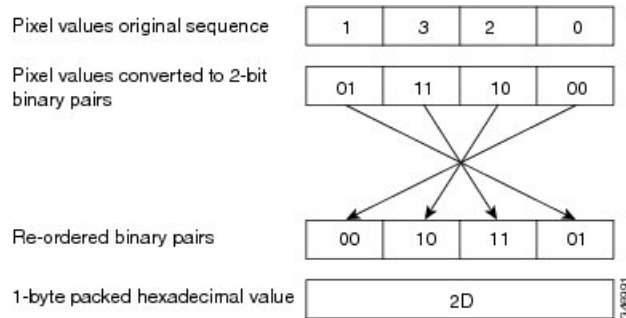 Pixel values original sequence 1 3 2 0
Pixel values converted to 2-bit
binary pairs 01 11 10 00
Re-ordered binary pairs 00 10 11 01
1-byte packed hexadecimal value 2D